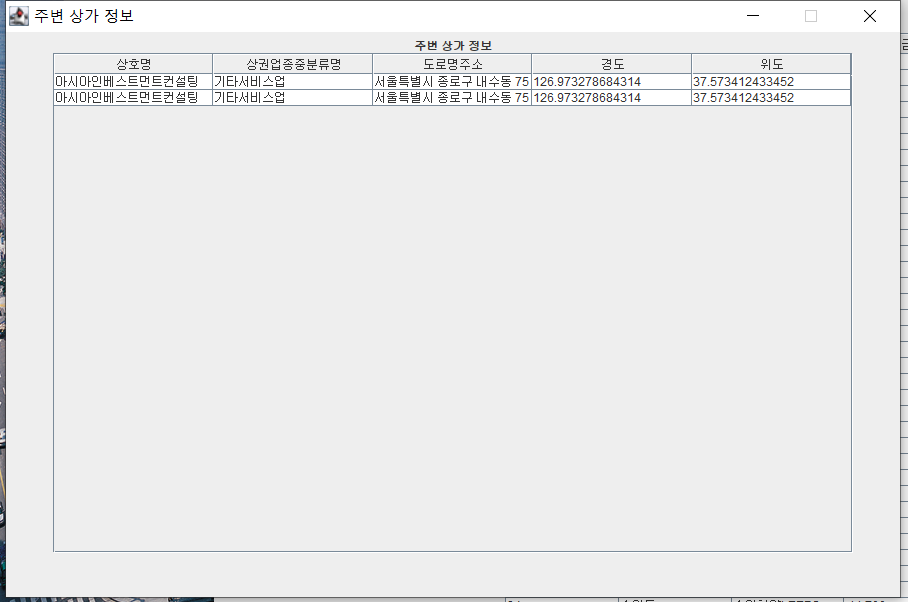 주변 상가 정보
주변 상가 정보
상호명 상권업종중분류명 도로명주소 경도 위도
아시아인베스트먼트컨설팅 기타서비스업 서울특별시 종로구 내수동 75 126.973278684314 37.573412433452
아시아인베스트먼트컨설팅 기타서비스업 서울특별시 종로구 내수동 75 126.973278684314 37.573412433452